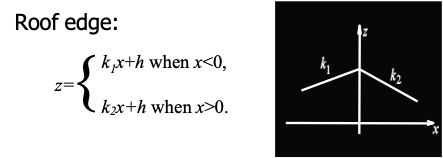 Roof edge:
z= { k₁x+h when x<0,
k₂x+h when x>0.
z
k₁
k₂
x